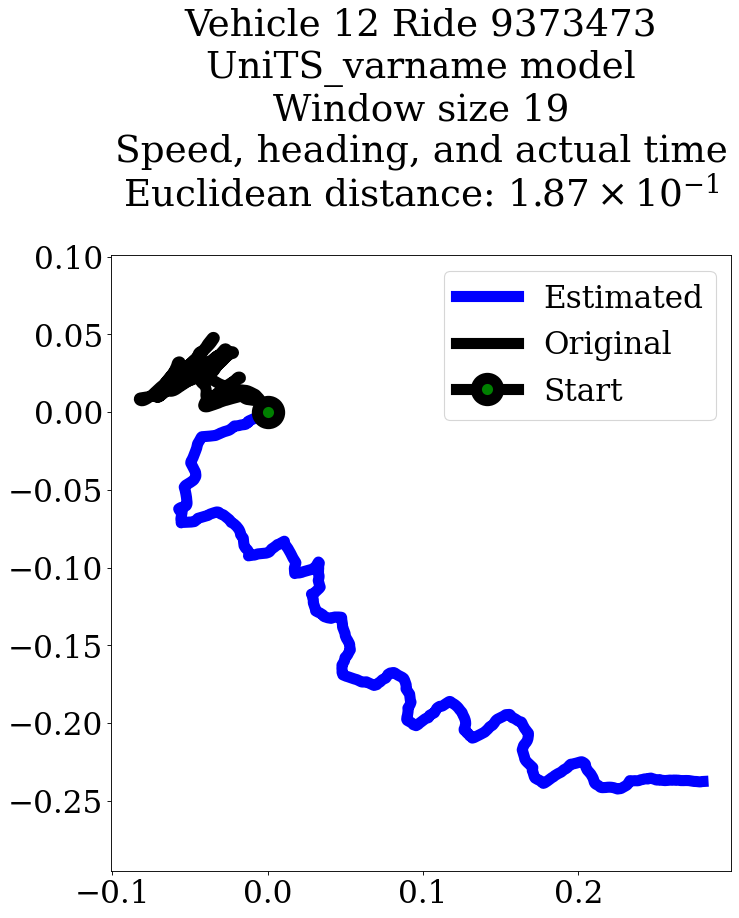 Vehicle 12 Ride 9373473
UniTS_varname model
Window size 19
Speed, heading, and actual time
Euclidean distance: 1.87 × 10⁻¹
Estimated
Original
Start
0.10
0.05
0.00
−0.05
−0.10
−0.15
−0.20
−0.25
−0.1 0.0 0.1 0.2